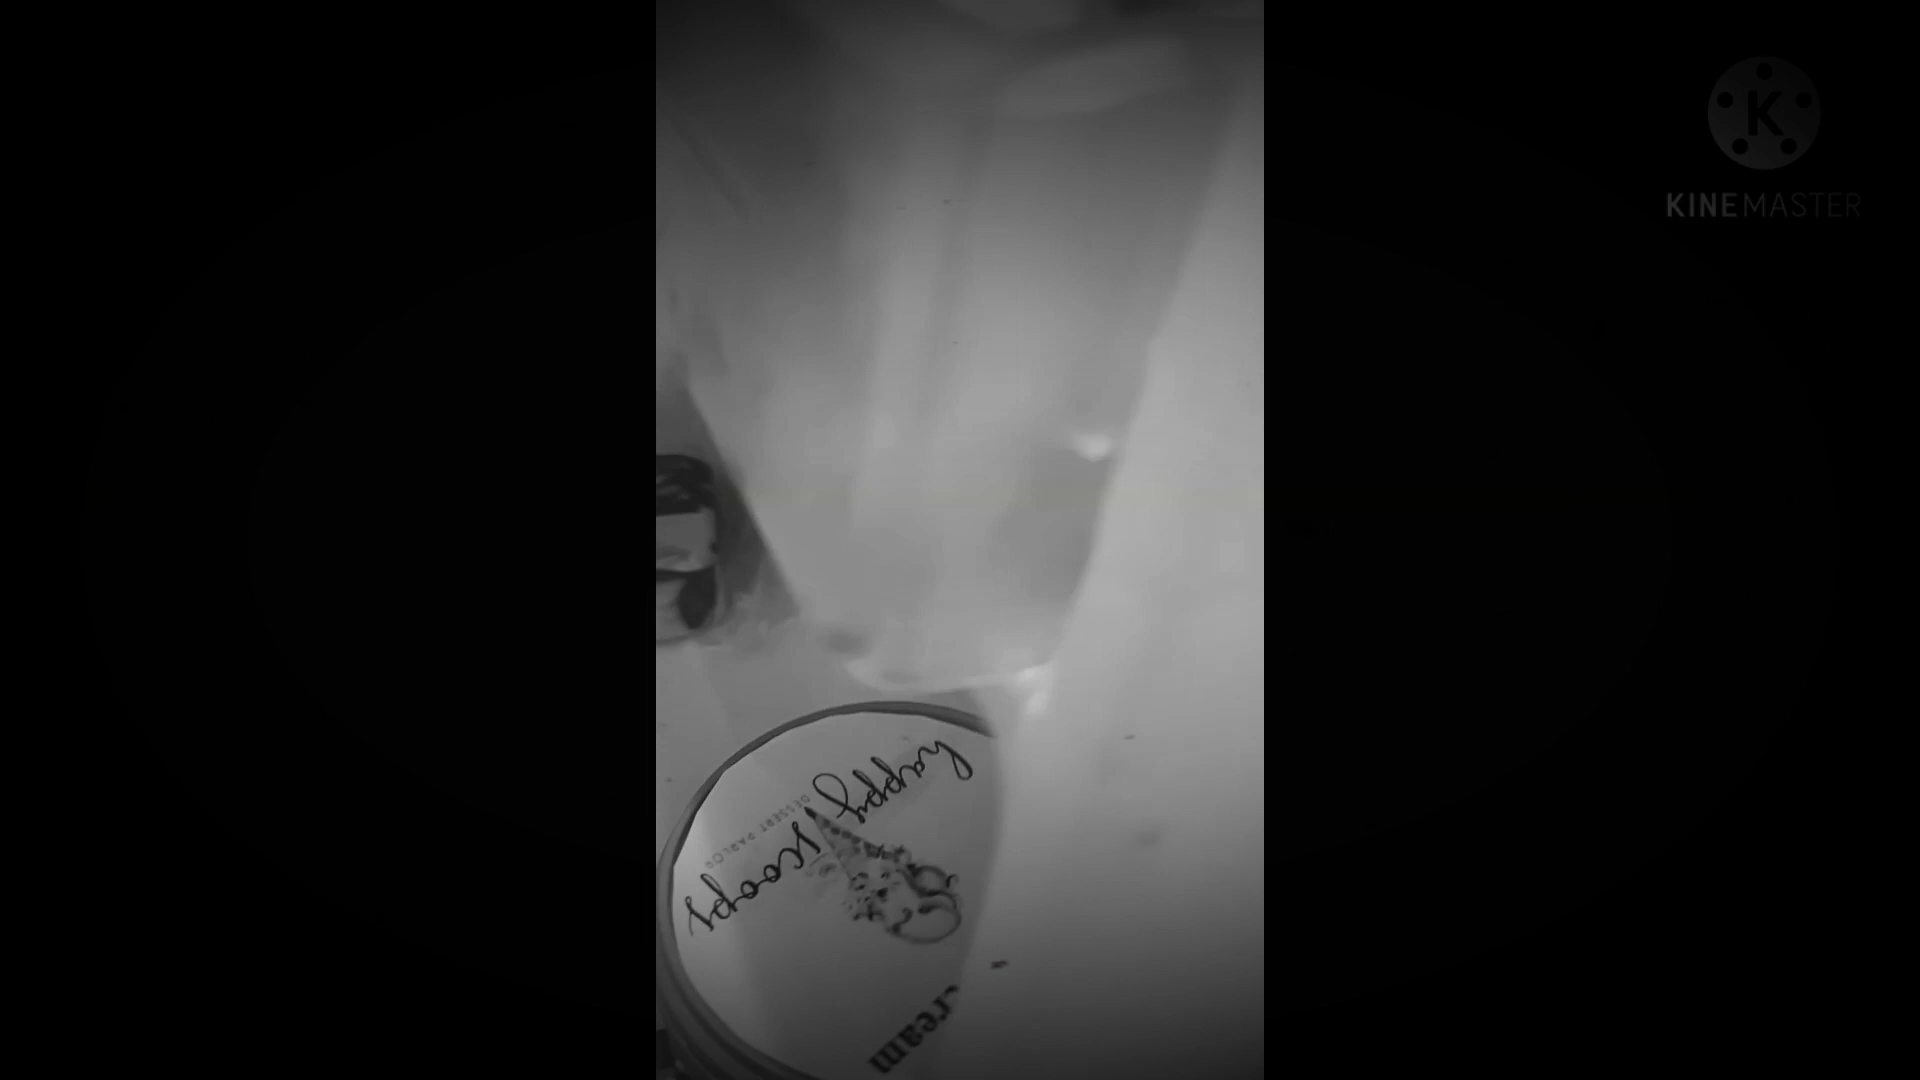 K
KINEMASTER
happy
scoops
DESSERT PARLOR
cream